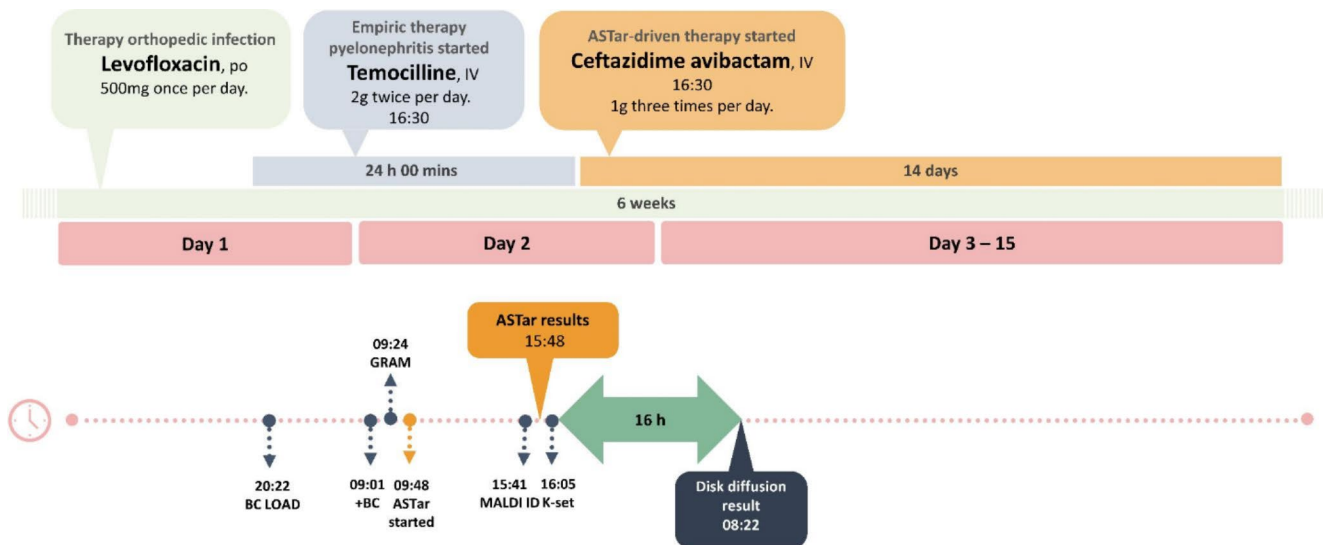 Therapy orthopedic infection
Levofloxacin, po
500mg once per day.
Empiric therapy
pyelonephritis started
Temocilline, IV
2g twice per day.
16:30
ASTar-driven therapy started
Ceftazidime avibactam, IV
16:30
1g three times per day.
24 h 00 mins
14 days
6 weeks
Day 1
Day 2
Day 3 – 15
ASTar results
15:48
09:24
GRAM
16 h
20:22
BC LOAD
09:01
+BC
09:48
ASTar
started
15:41
MALDI ID
16:05
K-set
Disk diffusion
result
08:22